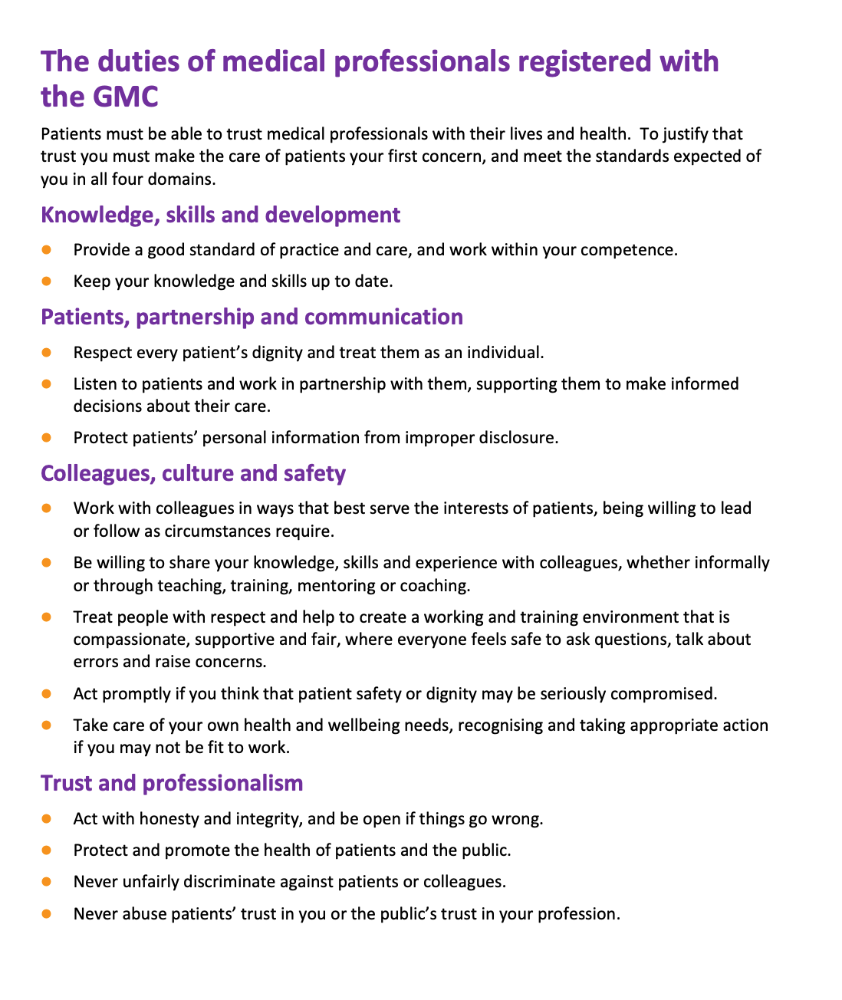 The duties of medical professionals registered with
the GMC
Patients must be able to trust medical professionals with their lives and health.  To justify that
trust you must make the care of patients your first concern, and meet the standards expected of
you in all four domains.
Knowledge, skills and development
● Provide a good standard of practice and care, and work within your competence.
● Keep your knowledge and skills up to date.
Patients, partnership and communication
● Respect every patient’s dignity and treat them as an individual.
● Listen to patients and work in partnership with them, supporting them to make informed
decisions about their care.
● Protect patients’ personal information from improper disclosure.
Colleagues, culture and safety
● Work with colleagues in ways that best serve the interests of patients, being willing to lead
or follow as circumstances require.
● Be willing to share your knowledge, skills and experience with colleagues, whether informally
or through teaching, training, mentoring or coaching.
● Treat people with respect and help to create a working and training environment that is
compassionate, supportive and fair, where everyone feels safe to ask questions, talk about
errors and raise concerns.
● Act promptly if you think that patient safety or dignity may be seriously compromised.
● Take care of your own health and wellbeing needs, recognising and taking appropriate action
if you may not be fit to work.
Trust and professionalism
● Act with honesty and integrity, and be open if things go wrong.
● Protect and promote the health of patients and the public.
● Never unfairly discriminate against patients or colleagues.
● Never abuse patients’ trust in you or the public’s trust in your profession.